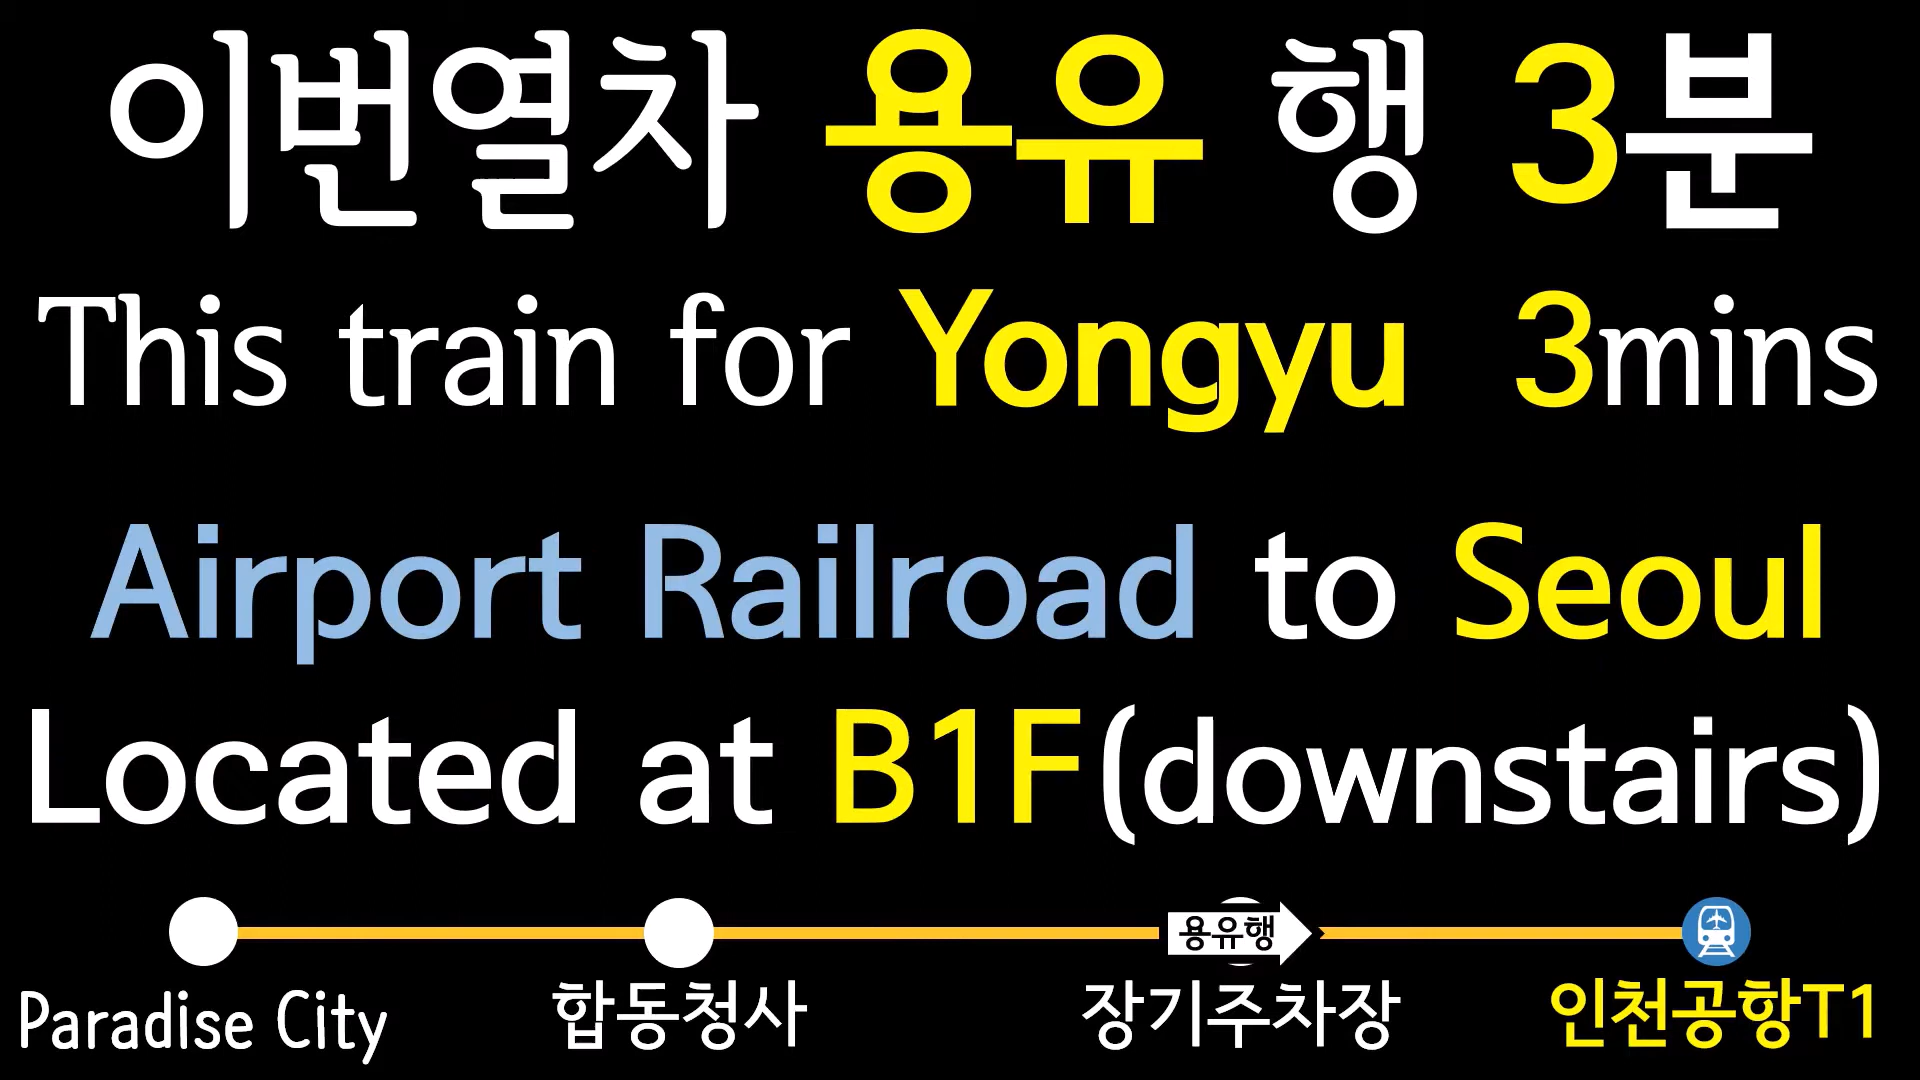 이번열차 용유 행 3분
This train for Yongyu 3mins
Airport Railroad to Seoul
Located at B1F(downstairs)
용유행
Paradise City 합동청사 장기주차장 인천공항T1